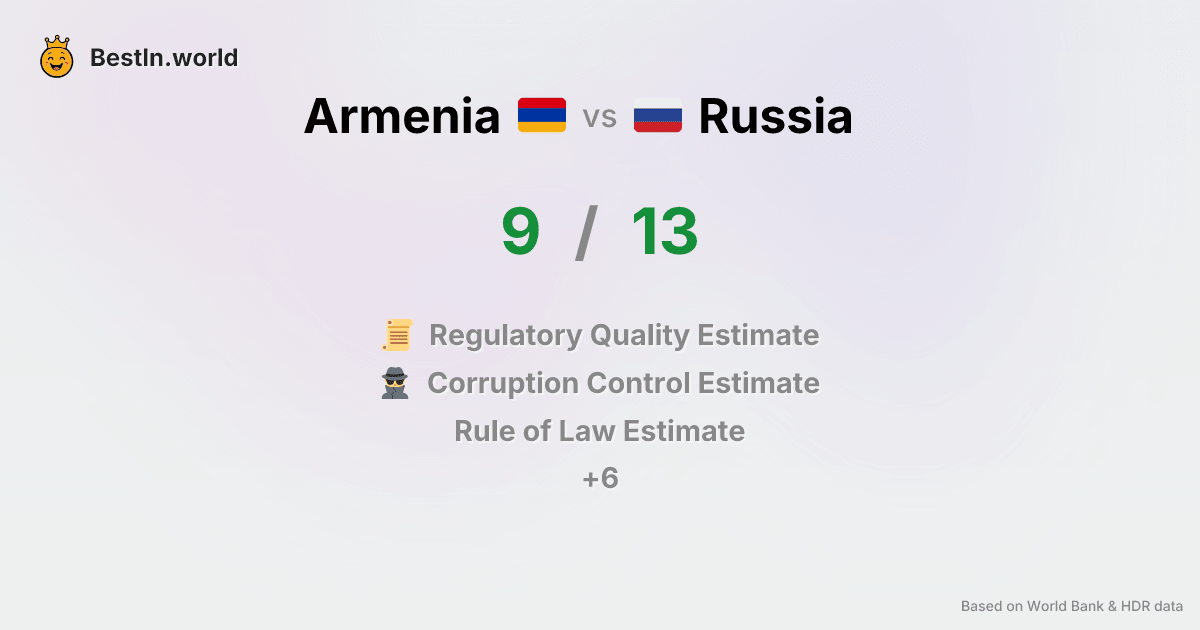 BestIn.world
Armenia vs Russia
9 / 13
Regulatory Quality Estimate
Corruption Control Estimate
Rule of Law Estimate
+6
Based on World Bank & HDR data